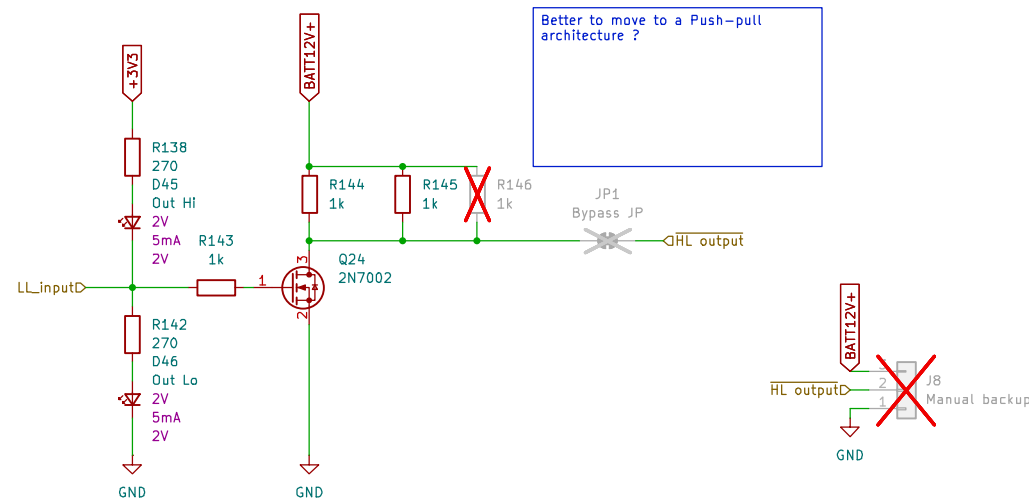 Better to move to a Push-pull
architecture ?
+3V3
BATT12V+
R138
270
D45
Out Hi
2V
5mA
2V
R144
1k
R145
1k
R146
1k
JP1
Bypass JP
HL output
R143
1k
Q24
2N7002
3
1
2
LL_input
R142
270
D46
Out Lo
2V
5mA
2V
GND
GND
BATT12V+
HL output
3
2
1
J8
Manual backup
GND